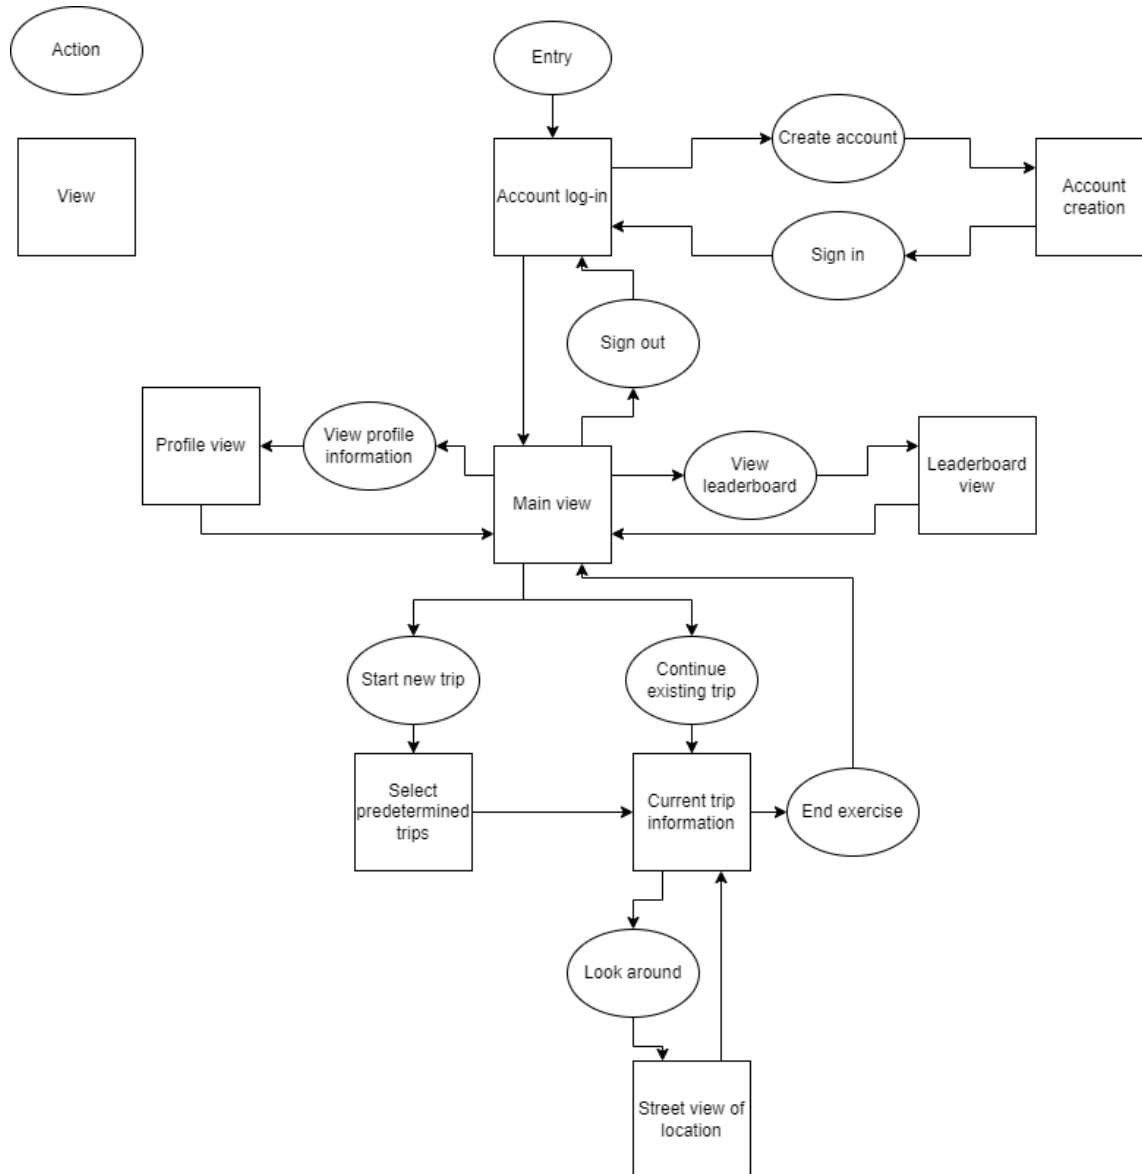 Action
Entry
View
Account log-in
Create account
Account
creation
Sign in
Sign out
Profile view
View profile
information
Main view
View
leaderboard
Leaderboard
view
Start new trip
Continue
existing trip
Select
predetermined
trips
Current trip
information
End exercise
Look around
Street view of
location